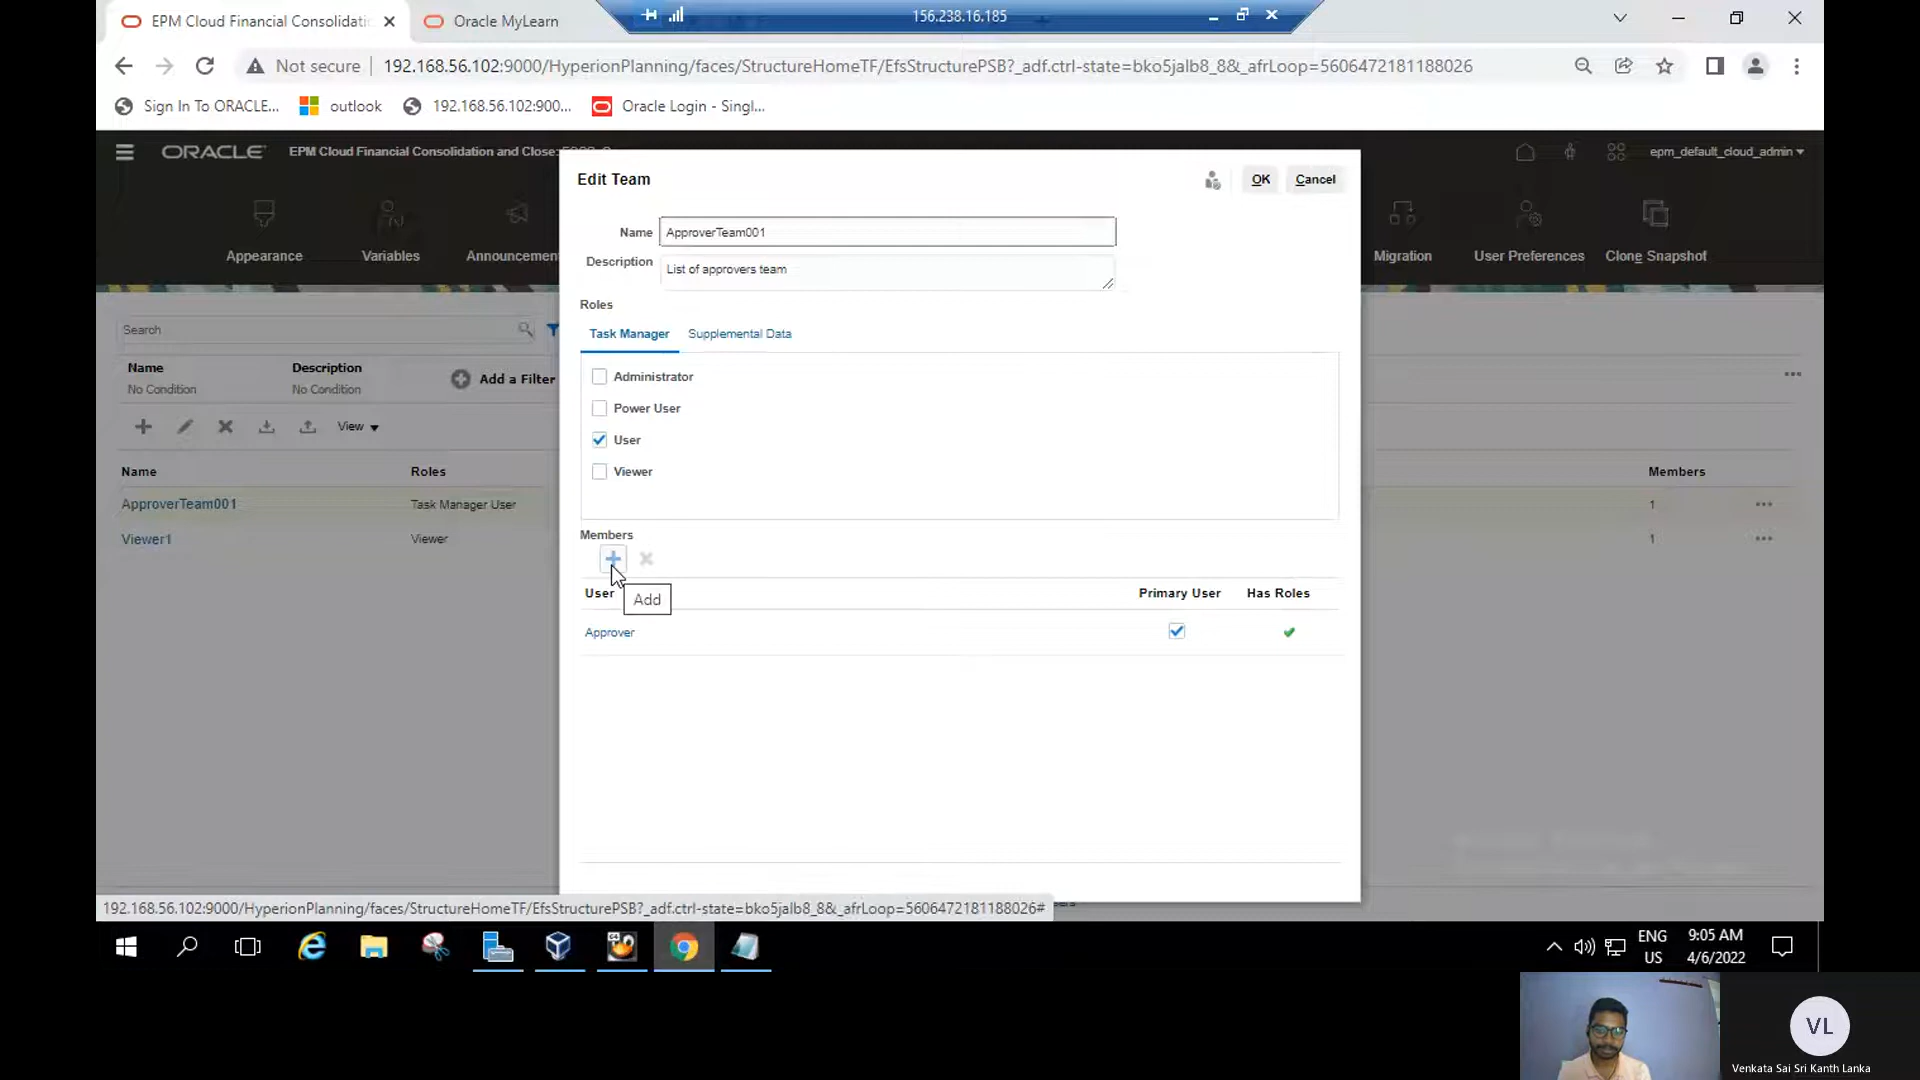 EPM Cloud Financial Consolidati
Oracle MyLearn
156.238.16.185
Not secure
192.168.56.102:9000/HyperionPlanning/faces/StructureHomeTF/EfsStructurePSB?_adf.ctrl-state=bko5jalb8_8&_afrLoop=5606472181188026
Sign In To ORACLE...
outlook
192.168.56.102:900...
Oracle Login - Singl...
ORACLE
EPM Cloud Financial Consolidation and Close:
epm_default_cloud_admin
Appearance
Variables
Announcemen
Migration
User Preferences
Clone Snapshot
Edit Team
OK
Cancel
Name
ApproverTeam001
Description
List of approvers team
Roles
Task Manager
Supplemental Data
Administrator
Power User
User
Viewer
Members
Add
User
Primary User
Has Roles
Approver
Search
Name
No Condition
Description
No Condition
Add a Filter
View
Name
Roles
Members
ApproverTeam001
Task Manager User
1
Viewer1
Viewer
1
192.168.56.102:9000/HyperionPlanning/faces/StructureHomeTF/EfsStructurePSB?_adf.ctrl-state=bko5jalb8_8&_afrLoop=5606472181188026#
ENG
US
9:05 AM
4/6/2022
VL
Venkata Sai Sri Kanth Lanka